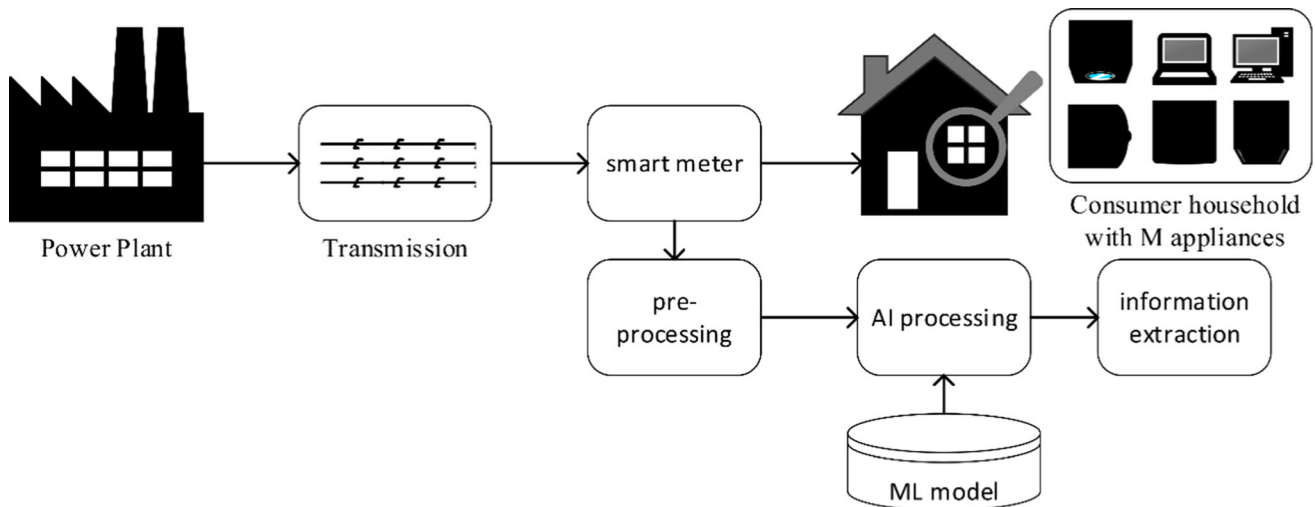 smart meter
Power Plant
Transmission
Consumer household
with M appliances
pre-
processing
AI processing
information
extraction
ML model